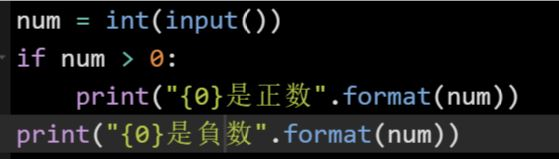 num = int(input())
if num > 0:
    print("{0}是正数".format(num))
print("{0}是負数".format(num))